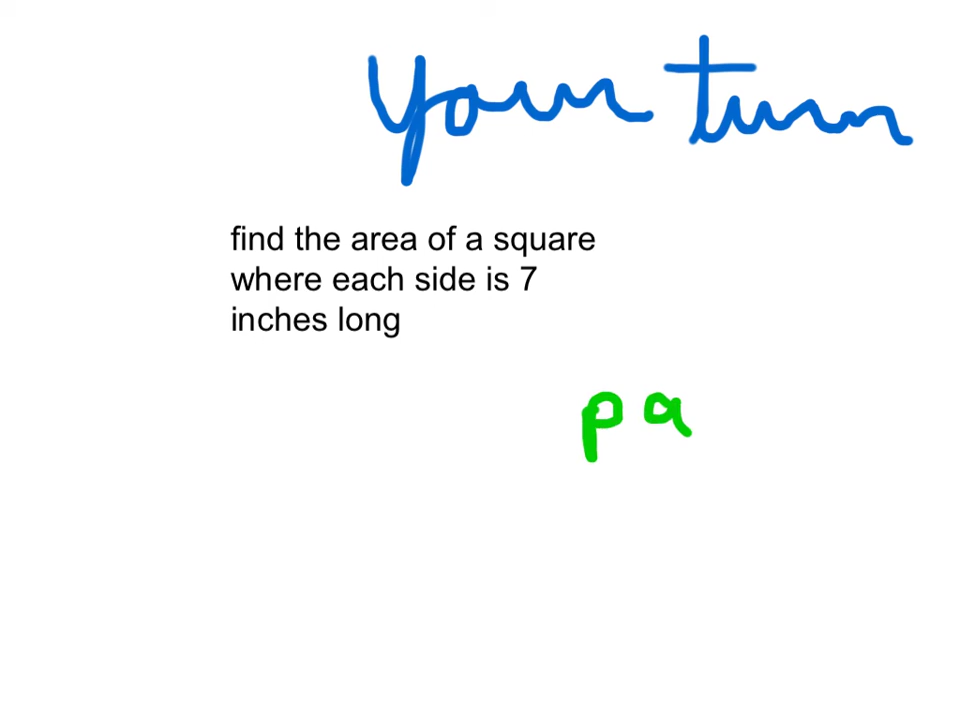 your turn
find the area of a square
where each side is 7
inches long
pa